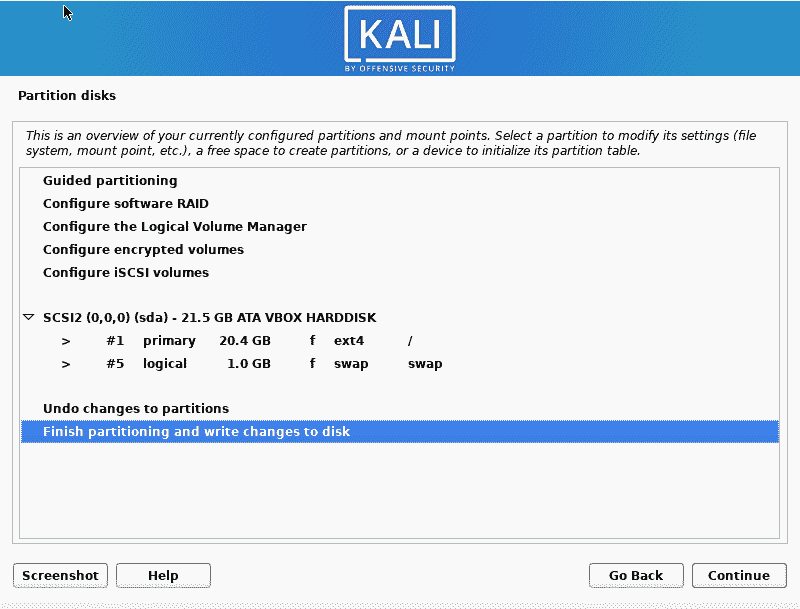 KALI
BY OFFENSIVE SECURITY
Partition disks
This is an overview of your currently configured partitions and mount points. Select a partition to modify its settings (file
system, mount point, etc.), a free space to create partitions, or a device to initialize its partition table.
Guided partitioning
Configure software RAID
Configure the Logical Volume Manager
Configure encrypted volumes
Configure iSCSI volumes
SCSI2 (0,0,0) (sda) - 21.5 GB ATA VBOX HARDDISK
> #1 primary 20.4 GB f ext4 /
> #5 logical 1.0 GB f swap swap
Undo changes to partitions
Finish partitioning and write changes to disk
Screenshot Help Go Back Continue